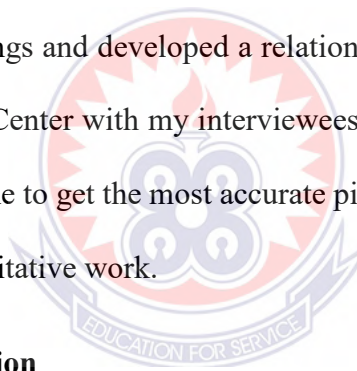 ngs and developed a relation
Center with my interviewees
e to get the most accurate pi
itative work.
EDUCATION FOR SERVICE
ion